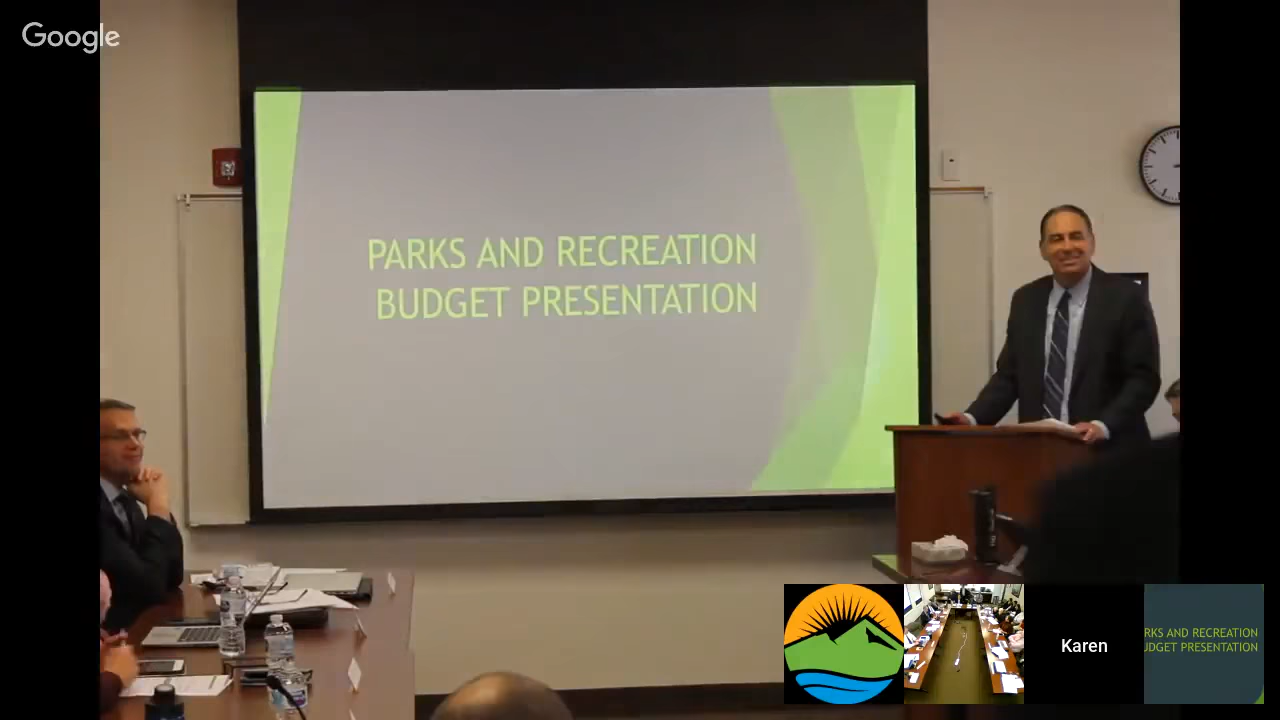 Google
PARKS AND RECREATION
BUDGET PRESENTATION
Karen
RKS AND RECREATION
UDGET PRESENTATION